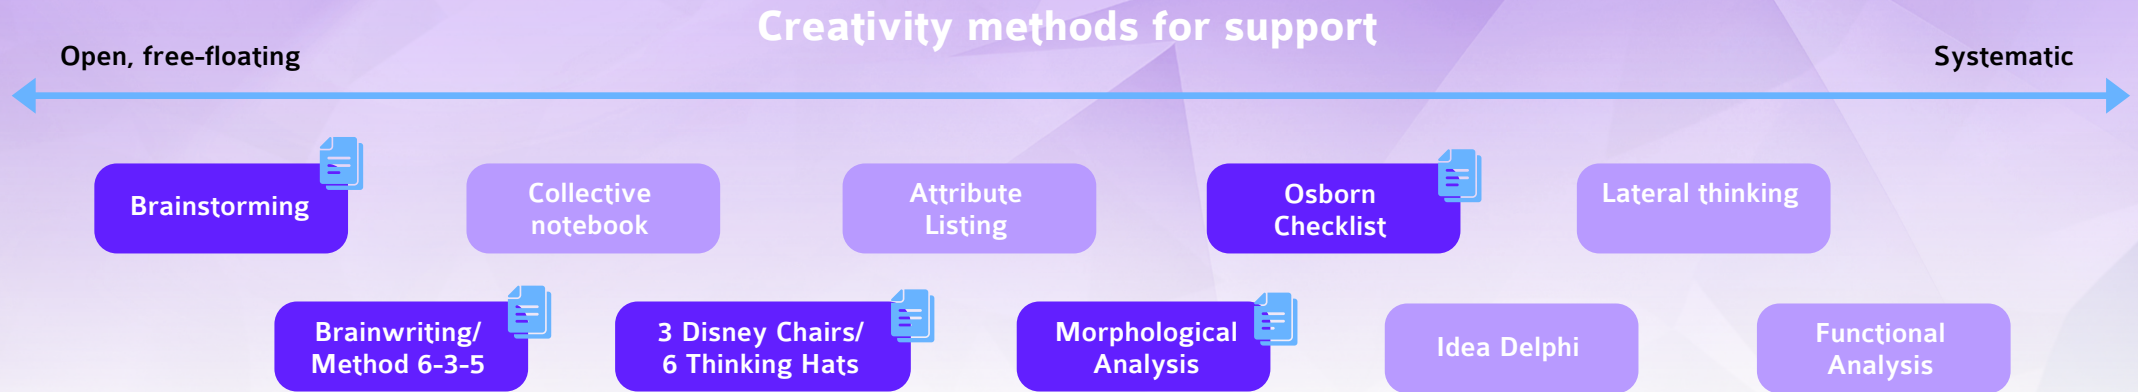 Creativity methods for support
Open, free-floating
Systematic
Brainstorming
Collective
notebook
Attribute
Listing
Osborn
Checklist
Lateral thinking
Brainwriting/
Method 6-3-5
3 Disney Chairs/
6 Thinking Hats
Morphological
Analysis
Idea Delphi
Functional
Analysis